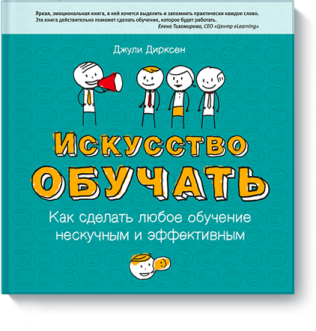 Яркая, эмоциональная книга, в ней хочется выделить и запомнить практически каждое слово.
Эта книга действительно поможет сделать обучение, которое будет работать.
Елена Тихомирова, CEO «Центр eLearning»
Джули Дирксен
Искусство
ОБУЧАТЬ
Как сделать любое обучение
нескучным и эффективным